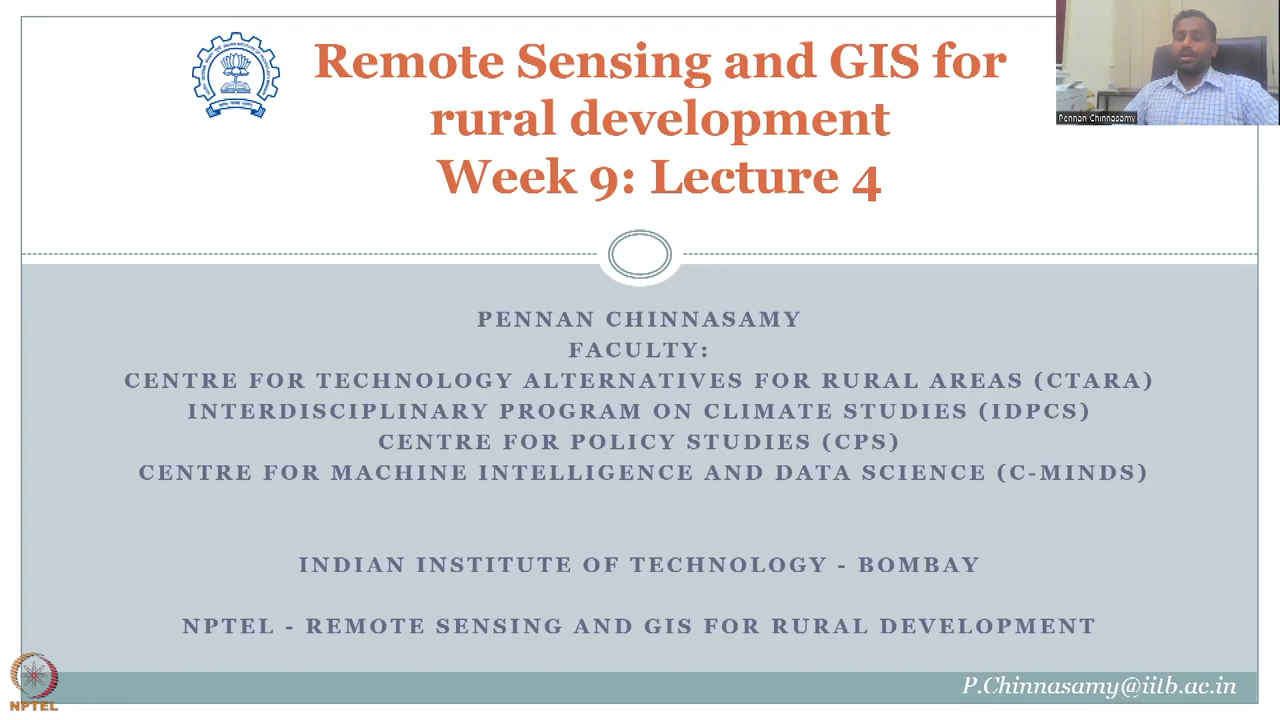 Remote Sensing and GIS for
rural development
Week 9: Lecture 4
Pennan Chinnasamy
PENNAN CHINNASAMY
FACULTY:
CENTRE FOR TECHNOLOGY ALTERNATIVES FOR RURAL AREAS (CTARA)
INTERDISCIPLINARY PROGRAM ON CLIMATE STUDIES (IDPCS)
CENTRE FOR POLICY STUDIES (CPS)
CENTRE FOR MACHINE INTELLIGENCE AND DATA SCIENCE (C-MINDS)
INDIAN INSTITUTE OF TECHNOLOGY - BOMBAY
NPTEL - REMOTE SENSING AND GIS FOR RURAL DEVELOPMENT
NPTEL
P.Chinnasamy@iitb.ac.in